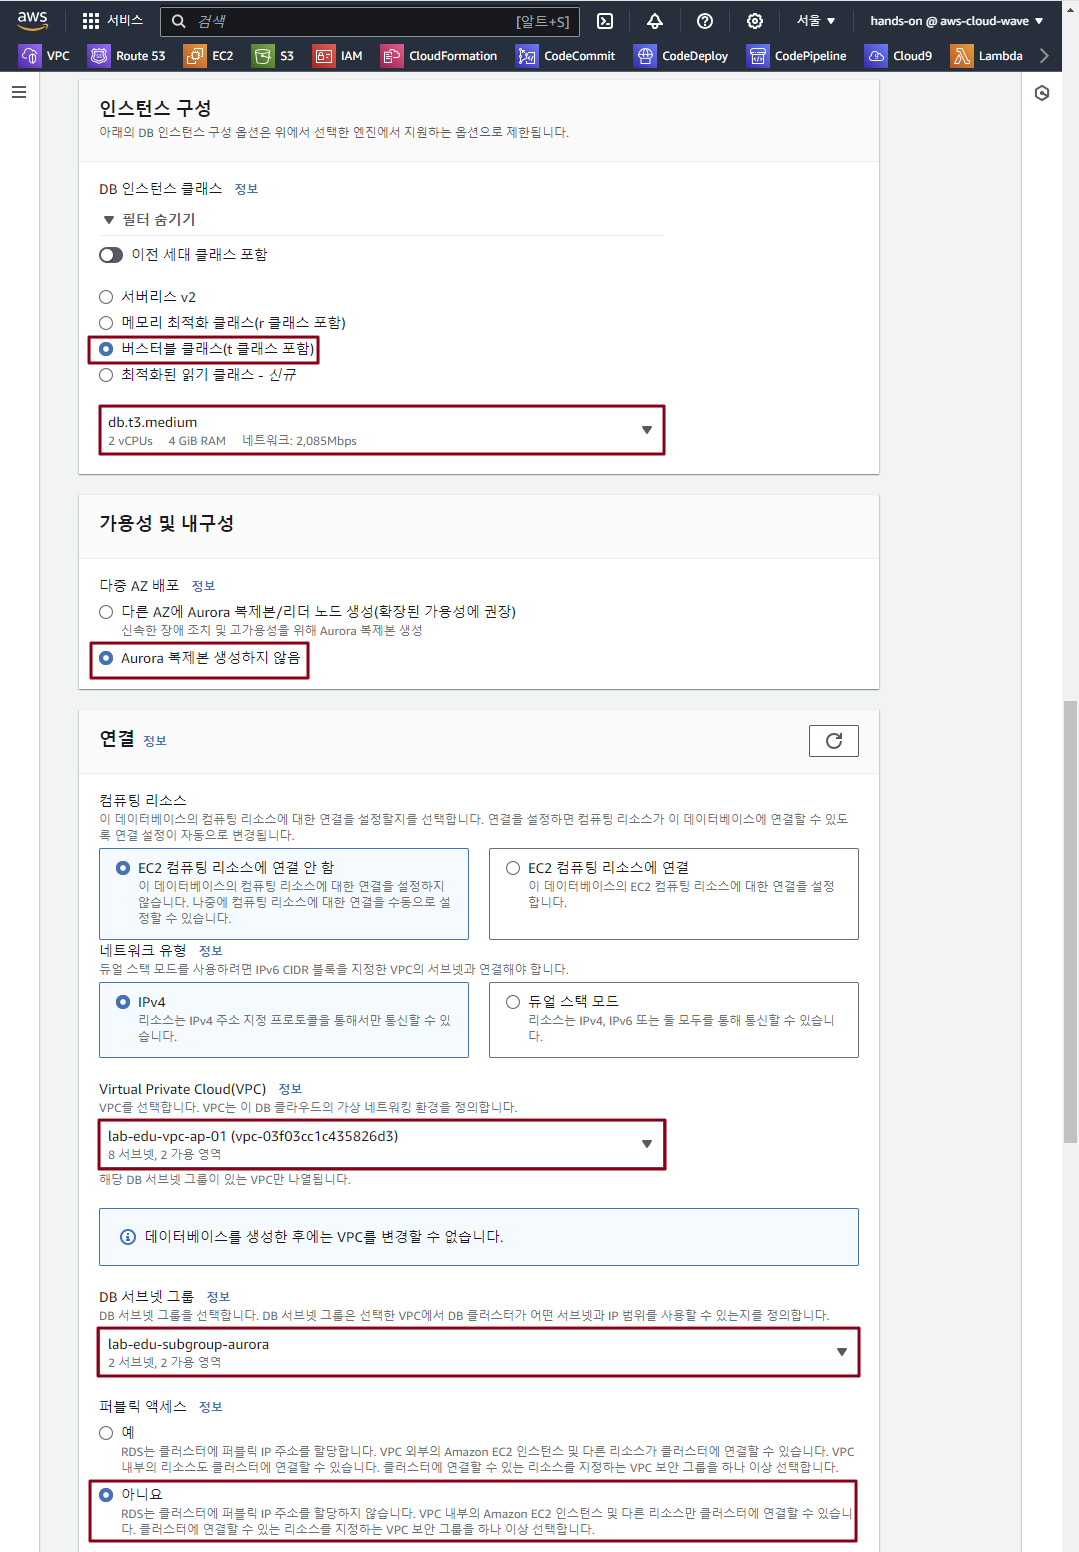 aws 서비스 검색 [알트+S] 서울 ▼ hands-on @ aws-cloud-wave ▼
VPC Route 53 EC2 S3 IAM CloudFormation CodeCommit CodeDeploy CodePipeline Cloud9 Lambda
인스턴스 구성
아래의 DB 인스턴스 구성 옵션은 위에서 선택한 엔진에서 지원하는 옵션으로 제한됩니다.
DB 인스턴스 클래스 정보
▼ 필터 숨기기
이전 세대 클래스 포함
서버리스 v2
메모리 최적화 클래스(r 클래스 포함)
버스터블 클래스(t 클래스 포함)
최적화된 읽기 클래스 - 신규
db.t3.medium
2 vCPUs 4 GiB RAM 네트워크: 2,085Mbps
가용성 및 내구성
다중 AZ 배포 정보
다른 AZ에 Aurora 복제본/리더 노드 생성(확장된 가용성에 권장)
신속한 장애 조치 및 고가용성을 위해 Aurora 복제본 생성
Aurora 복제본 생성하지 않음
연결 정보
컴퓨팅 리소스
이 데이터베이스의 컴퓨팅 리소스에 대한 연결을 설정할지를 선택합니다. 연결을 설정하면 컴퓨팅 리소스가 이 데이터베이스에 연결할 수 있도
록 연결 설정이 자동으로 변경됩니다.
EC2 컴퓨팅 리소스에 연결 안 함
이 데이터베이스의 컴퓨팅 리소스에 대한 연결을 설정하지
않습니다. 나중에 컴퓨팅 리소스에 대한 연결을 수동으로 설
정할 수 있습니다.
EC2 컴퓨팅 리소스에 연결
이 데이터베이스의 EC2 컴퓨팅 리소스에 대한 연결을 설정
합니다.
네트워크 유형 정보
듀얼 스택 모드를 사용하려면 IPv6 CIDR 블록을 지정한 VPC의 서브넷과 연결해야 합니다.
IPv4
리소스는 IPv4 주소 지정 프로토콜을 통해서만 통신할 수 있
습니다.
듀얼 스택 모드
리소스는 IPv4, IPv6 또는 둘 모두를 통해 통신할 수 있습니
다.
Virtual Private Cloud(VPC) 정보
VPC를 선택합니다. VPC는 이 DB 클라우드의 가상 네트워킹 환경을 정의합니다.
lab-edu-vpc-ap-01 (vpc-03f03cc1c435826d3)
8 서브넷, 2 가용 영역
해당 DB 서브넷 그룹이 있는 VPC만 나열됩니다.
데이터베이스를 생성한 후에는 VPC를 변경할 수 없습니다.
DB 서브넷 그룹 정보
DB 서브넷 그룹을 선택합니다. DB 서브넷 그룹은 선택한 VPC에서 DB 클러스터가 어떤 서브넷과 IP 범위를 사용할 수 있는지를 정의합니다.
lab-edu-subgroup-aurora
2 서브넷, 2 가용 영역
퍼블릭 액세스 정보
예
RDS는 클러스터에 퍼블릭 IP 주소를 할당합니다. VPC 외부의 Amazon EC2 인스턴스 및 다른 리소스가 클러스터에 연결할 수 있습니다. VPC
내부의 리소스도 클러스터에 연결할 수 있습니다. 클러스터에 연결할 수 있는 리소스를 지정하는 VPC 보안 그룹을 하나 이상 선택합니다.
아니요
RDS는 클러스터에 퍼블릭 IP 주소를 할당하지 않습니다. VPC 내부의 Amazon EC2 인스턴스 및 다른 리소스만 클러스터에 연결할 수 있습니
다. 클러스터에 연결할 수 있는 리소스를 지정하는 VPC 보안 그룹을 하나 이상 선택합니다.